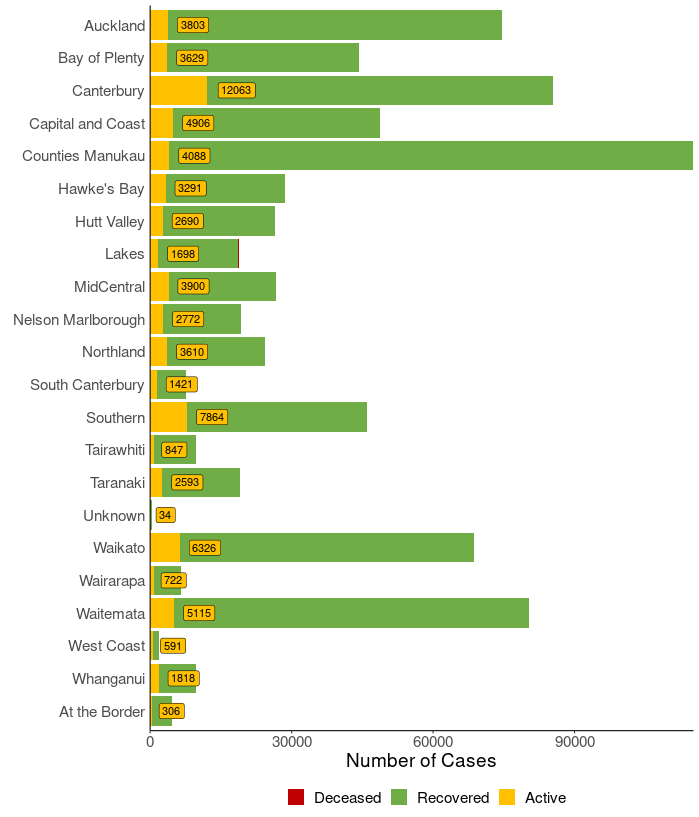 Auckland 3803
Bay of Plenty 3629
Canterbury 12063
Capital and Coast 4906
Counties Manukau 4088
Hawke's Bay 3291
Hutt Valley 2690
Lakes 1698
MidCentral 3900
Nelson Marlborough 2772
Northland 3610
South Canterbury 1421
Southern 7864
Tairawhiti 847
Taranaki 2593
Unknown 34
Waikato 6326
Wairarapa 722
Waitemata 5115
West Coast 591
Whanganui 1818
At the Border 306
0 30000 60000 90000
Number of Cases
Deceased Recovered Active